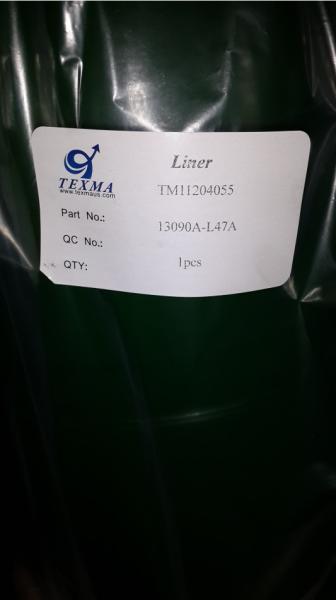 Liner
TEXMA
www.texmaus.com
TM11204055
Part No.: 13090A-L47A
QC No.:
QTY: 1pcs